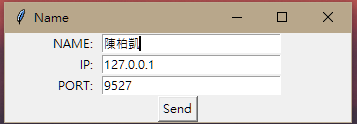 Name
NAME: 陳柏凱
IP: 127.0.0.1
PORT: 9527
Send